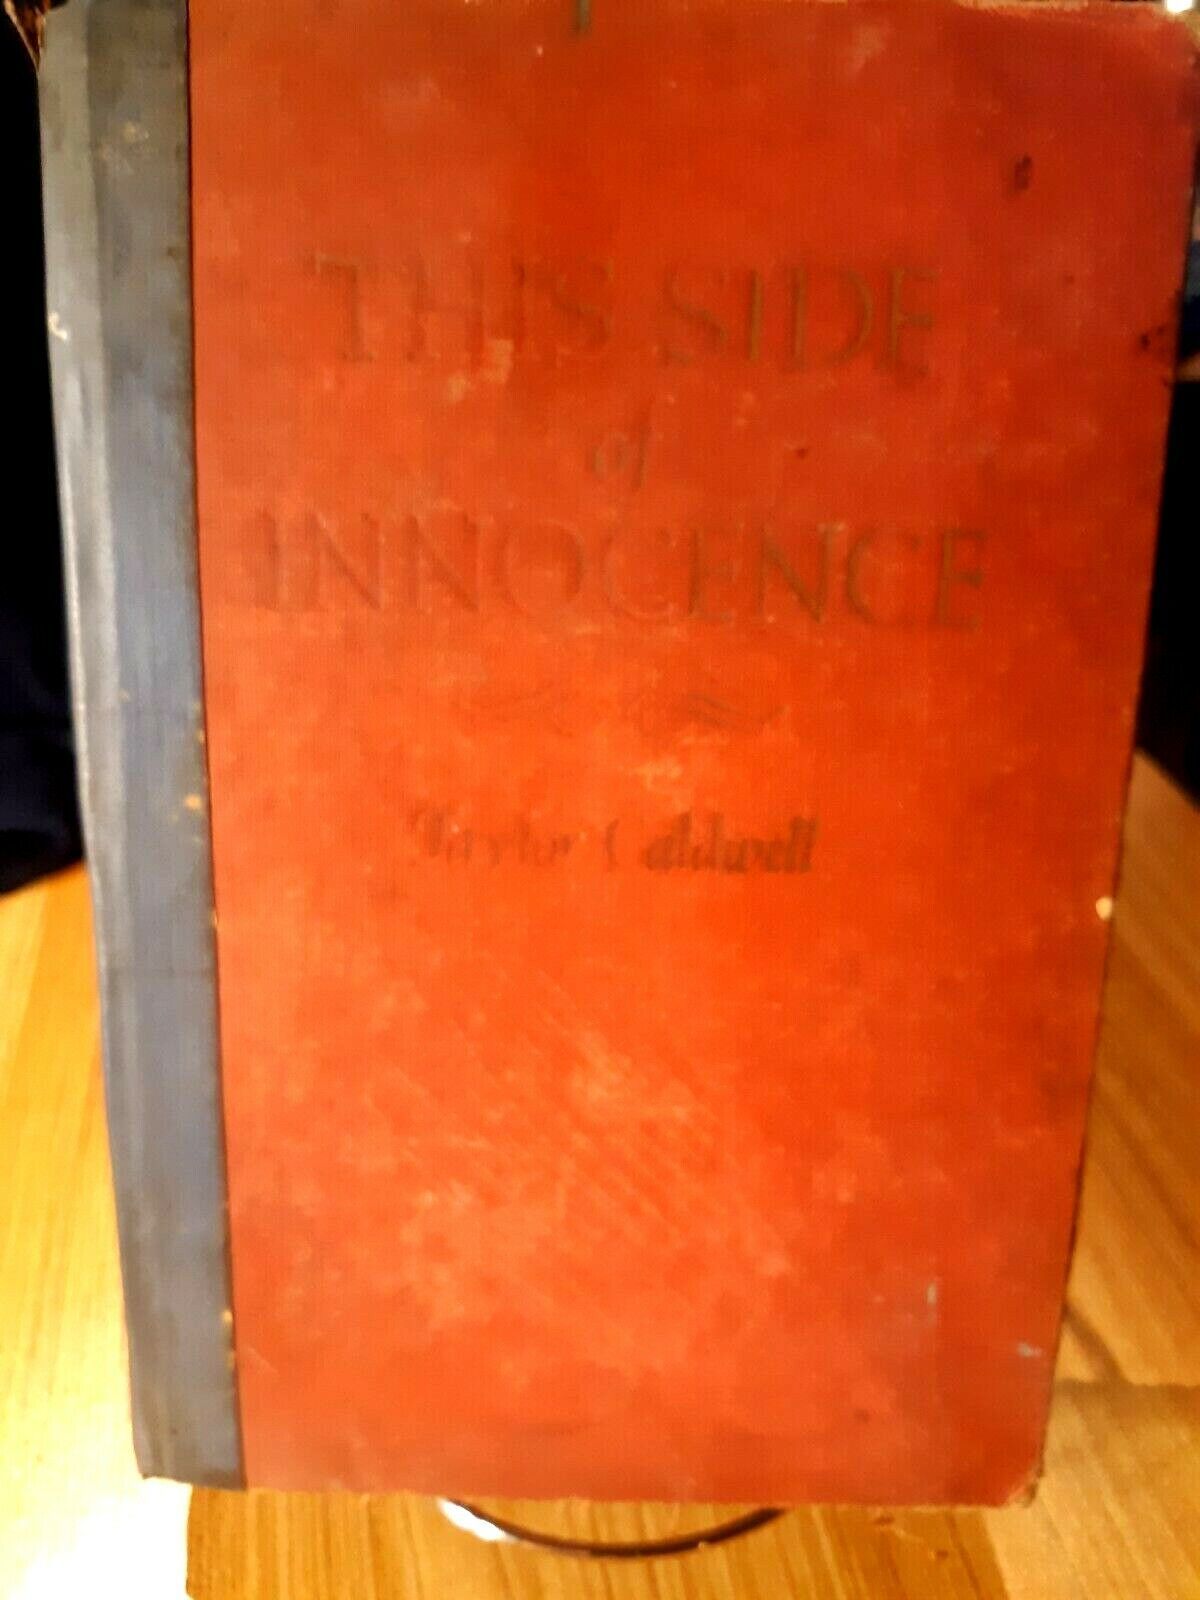 THIS SIDE
of
INNOCENCE
Taylor Caldwell